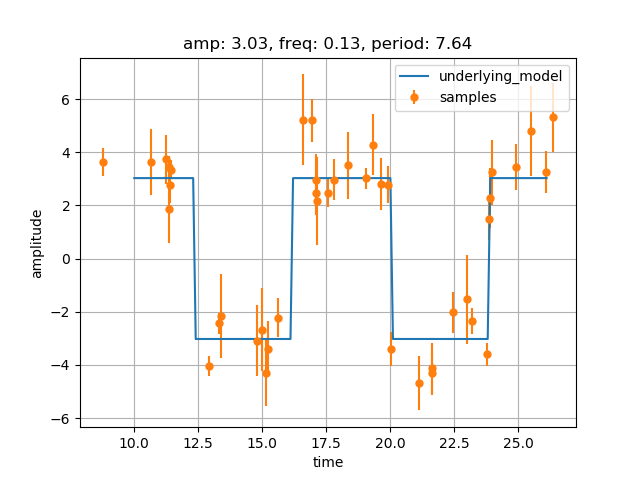 amp: 3.03, freq: 0.13, period: 7.64
underlying_model
samples
6
4
2
0
−2
−4
−6
amplitude
10.0 12.5 15.0 17.5 20.0 22.5 25.0
time